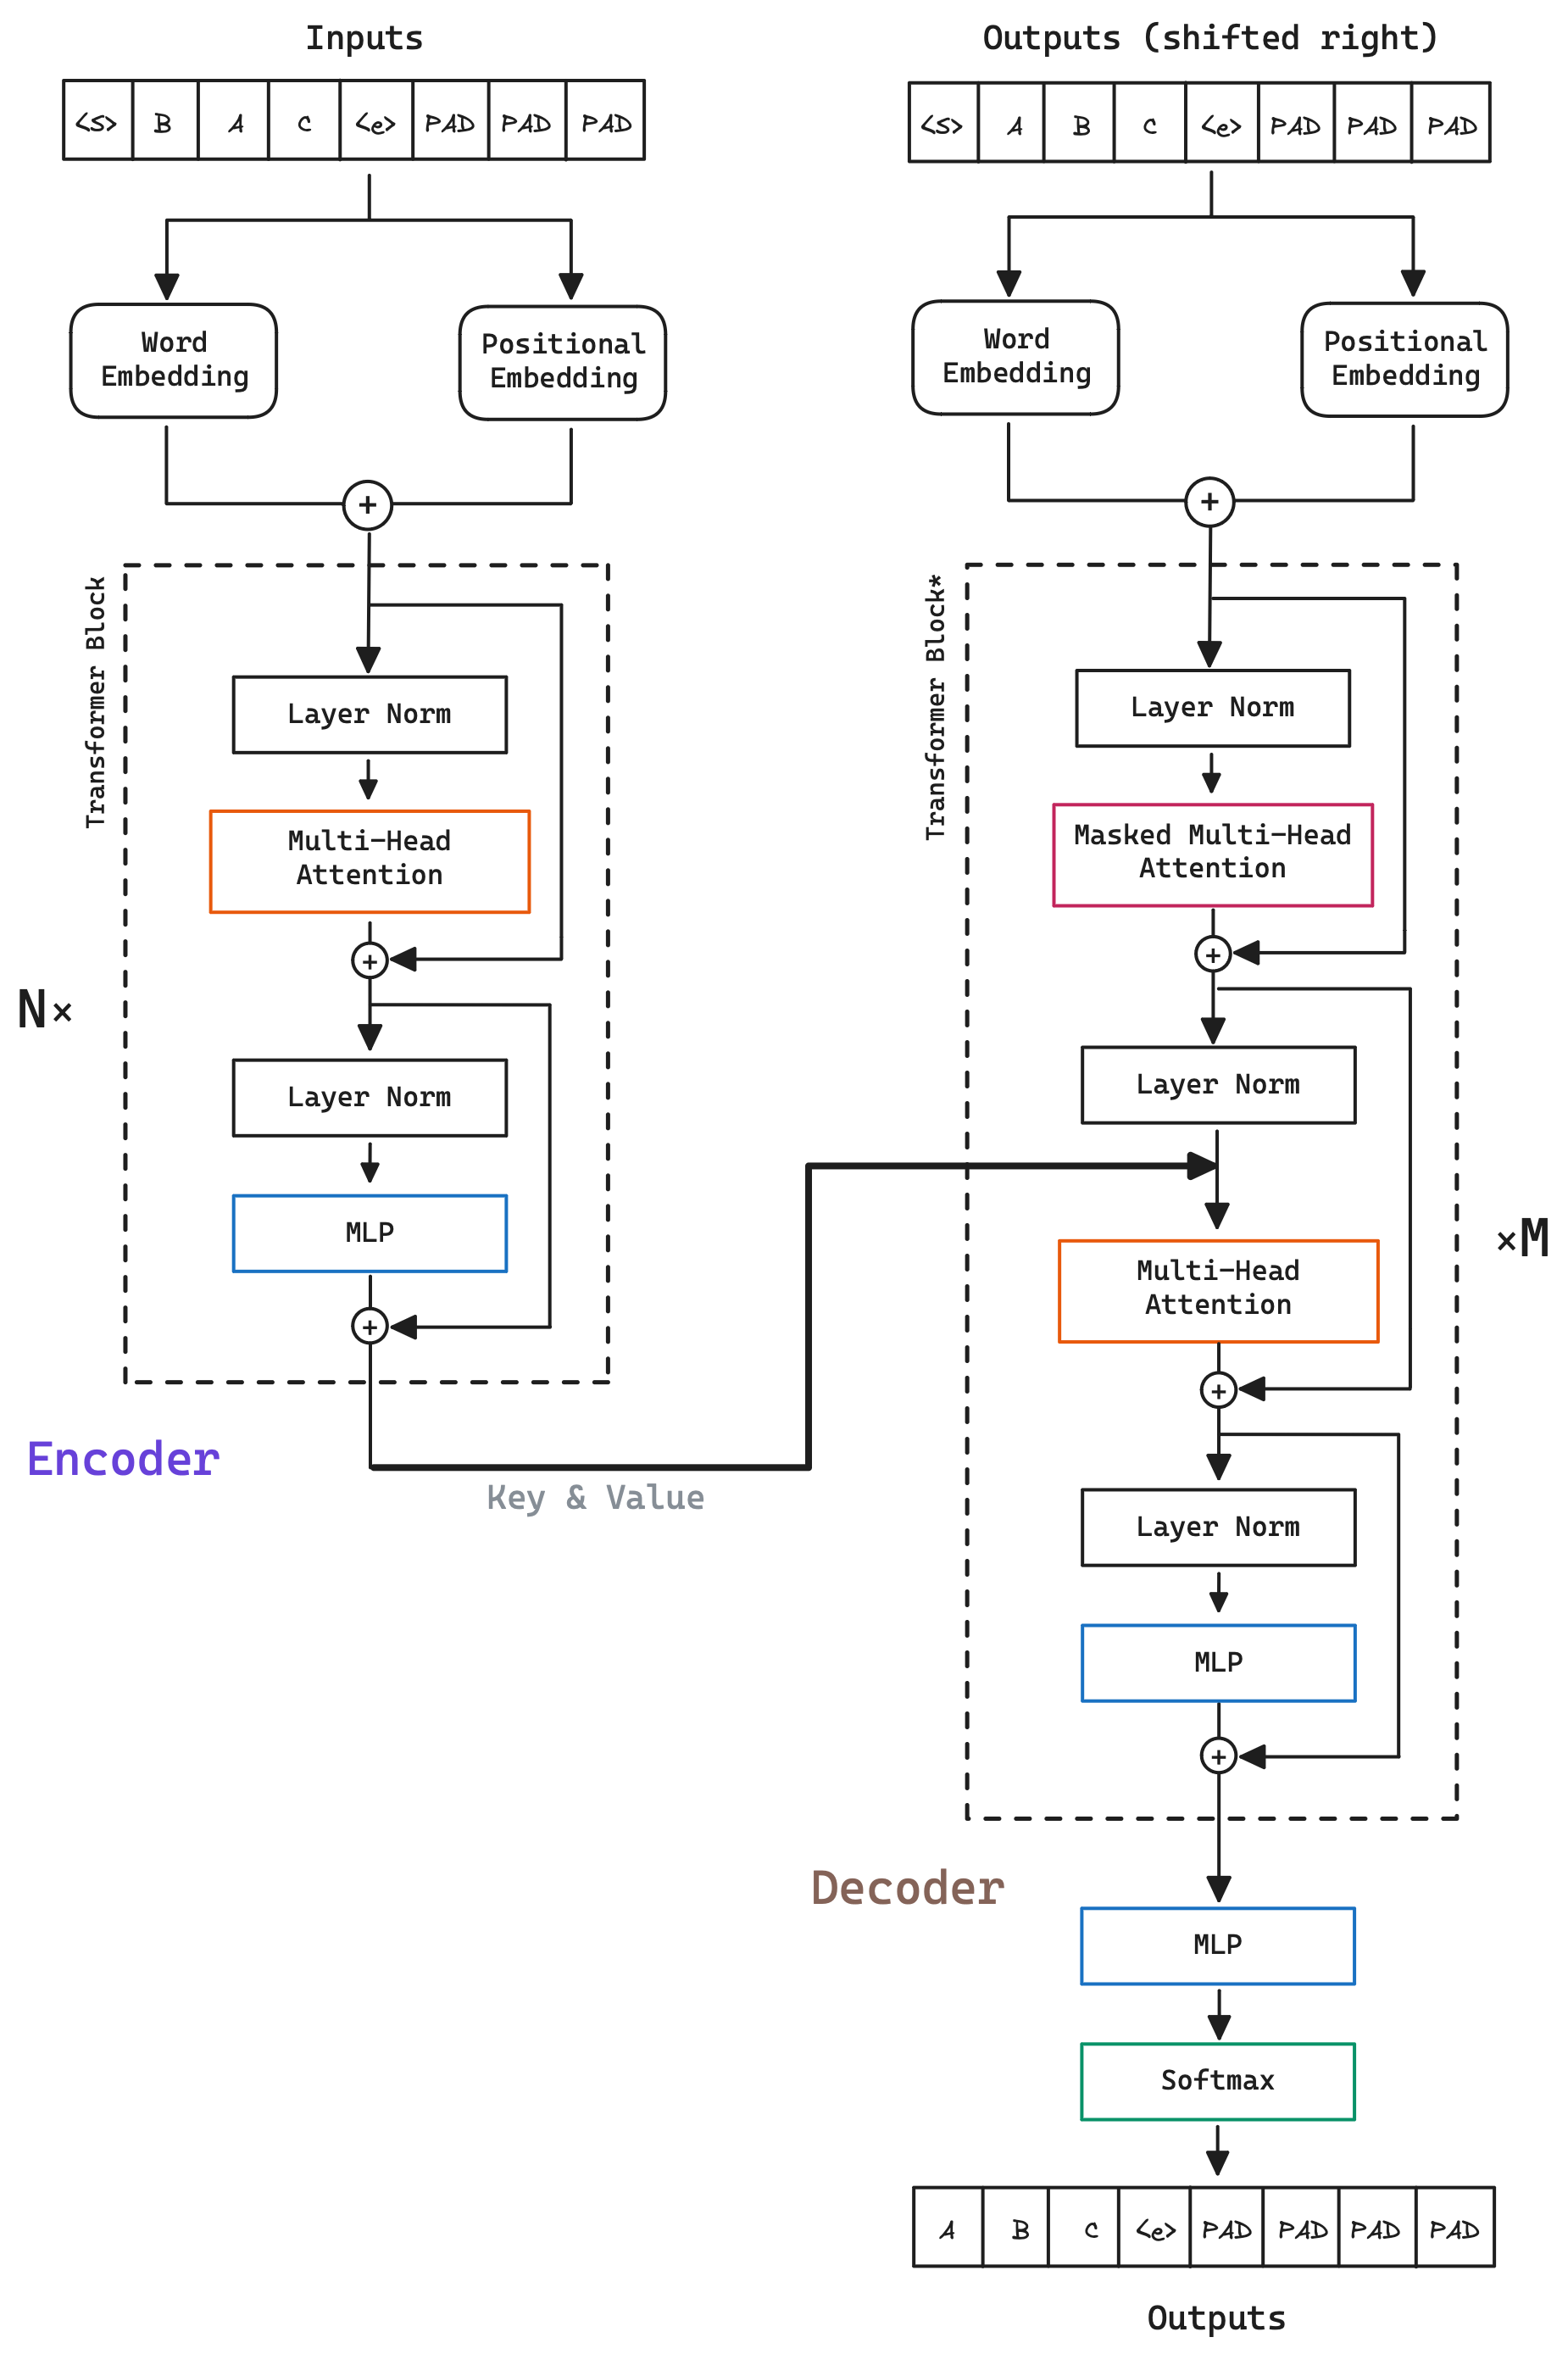 Inputs
<s> B A C <e> PAD PAD PAD
Word
Embedding
Positional
Embedding
+
Transformer Block
Layer Norm
Multi-Head
Attention
+
N×
Layer Norm
MLP
+
Encoder
Key & Value
Outputs (shifted right)
<s> A B C <e> PAD PAD PAD
Word
Embedding
Positional
Embedding
+
Transformer Block*
Layer Norm
Masked Multi-Head
Attention
+
Layer Norm
×M
Multi-Head
Attention
+
Layer Norm
MLP
+
Decoder
MLP
Softmax
A B C <e> PAD PAD PAD PAD
Outputs